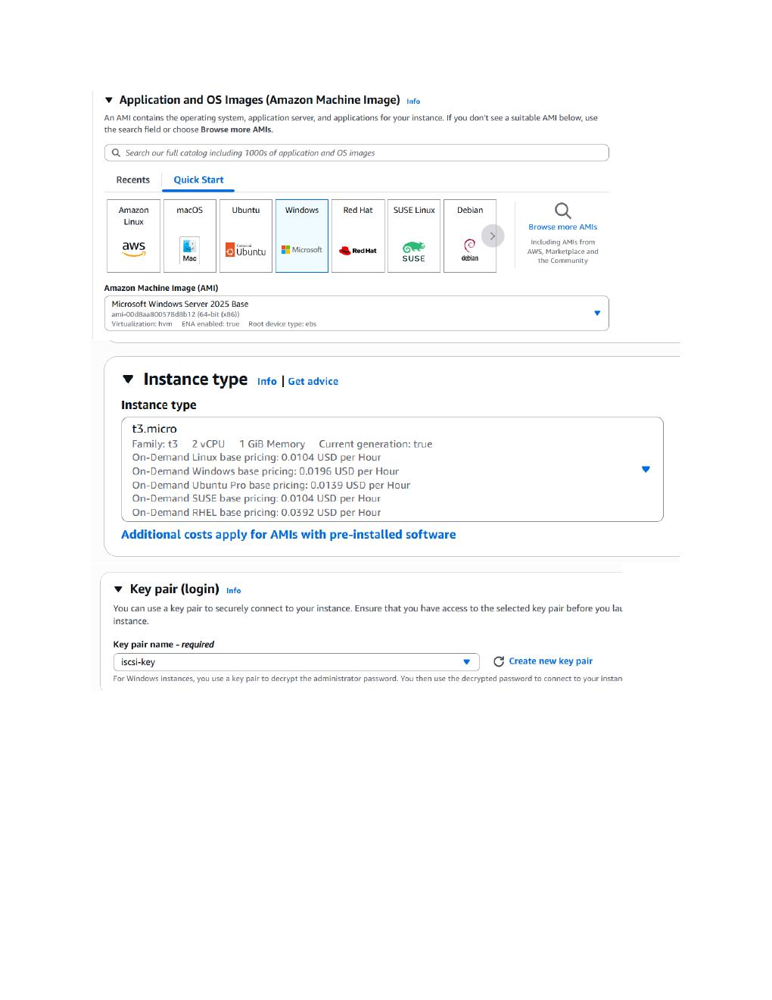 Application and OS Images (Amazon Machine Image) Info
An AMI contains the operating system, application server, and applications for your instance. If you don't see a suitable AMI below, use
the search field or choose Browse more AMIs.
Search our full catalog including 1000s of application and OS images
Recents Quick Start
Amazon Linux
aws
macOS
Mac
Ubuntu
Canonical Ubuntu
Windows
Microsoft
Red Hat
Red Hat
SUSE Linux
SUSE
Debian
debian
Browse more AMIs
Including AMIs from
AWS, Marketplace and
the Community
Amazon Machine Image (AMI)
Microsoft Windows Server 2025 Base
ami-00d8aa800578d8b12 (64-bit (x86))
Virtualization: hvm ENA enabled: true Root device type: ebs
Instance type Info | Get advice
Instance type
t3.micro
Family: t3 2 vCPU 1 GiB Memory Current generation: true
On-Demand Linux base pricing: 0.0104 USD per Hour
On-Demand Windows base pricing: 0.0196 USD per Hour
On-Demand Ubuntu Pro base pricing: 0.0139 USD per Hour
On-Demand SUSE base pricing: 0.0104 USD per Hour
On-Demand RHEL base pricing: 0.0392 USD per Hour
Additional costs apply for AMIs with pre-installed software
Key pair (login) Info
You can use a key pair to securely connect to your instance. Ensure that you have access to the selected key pair before you lau
instance.
Key pair name - required
iscsi-key
Create new key pair
For Windows instances, you use a key pair to decrypt the administrator password. You then use the decrypted password to connect to your instan